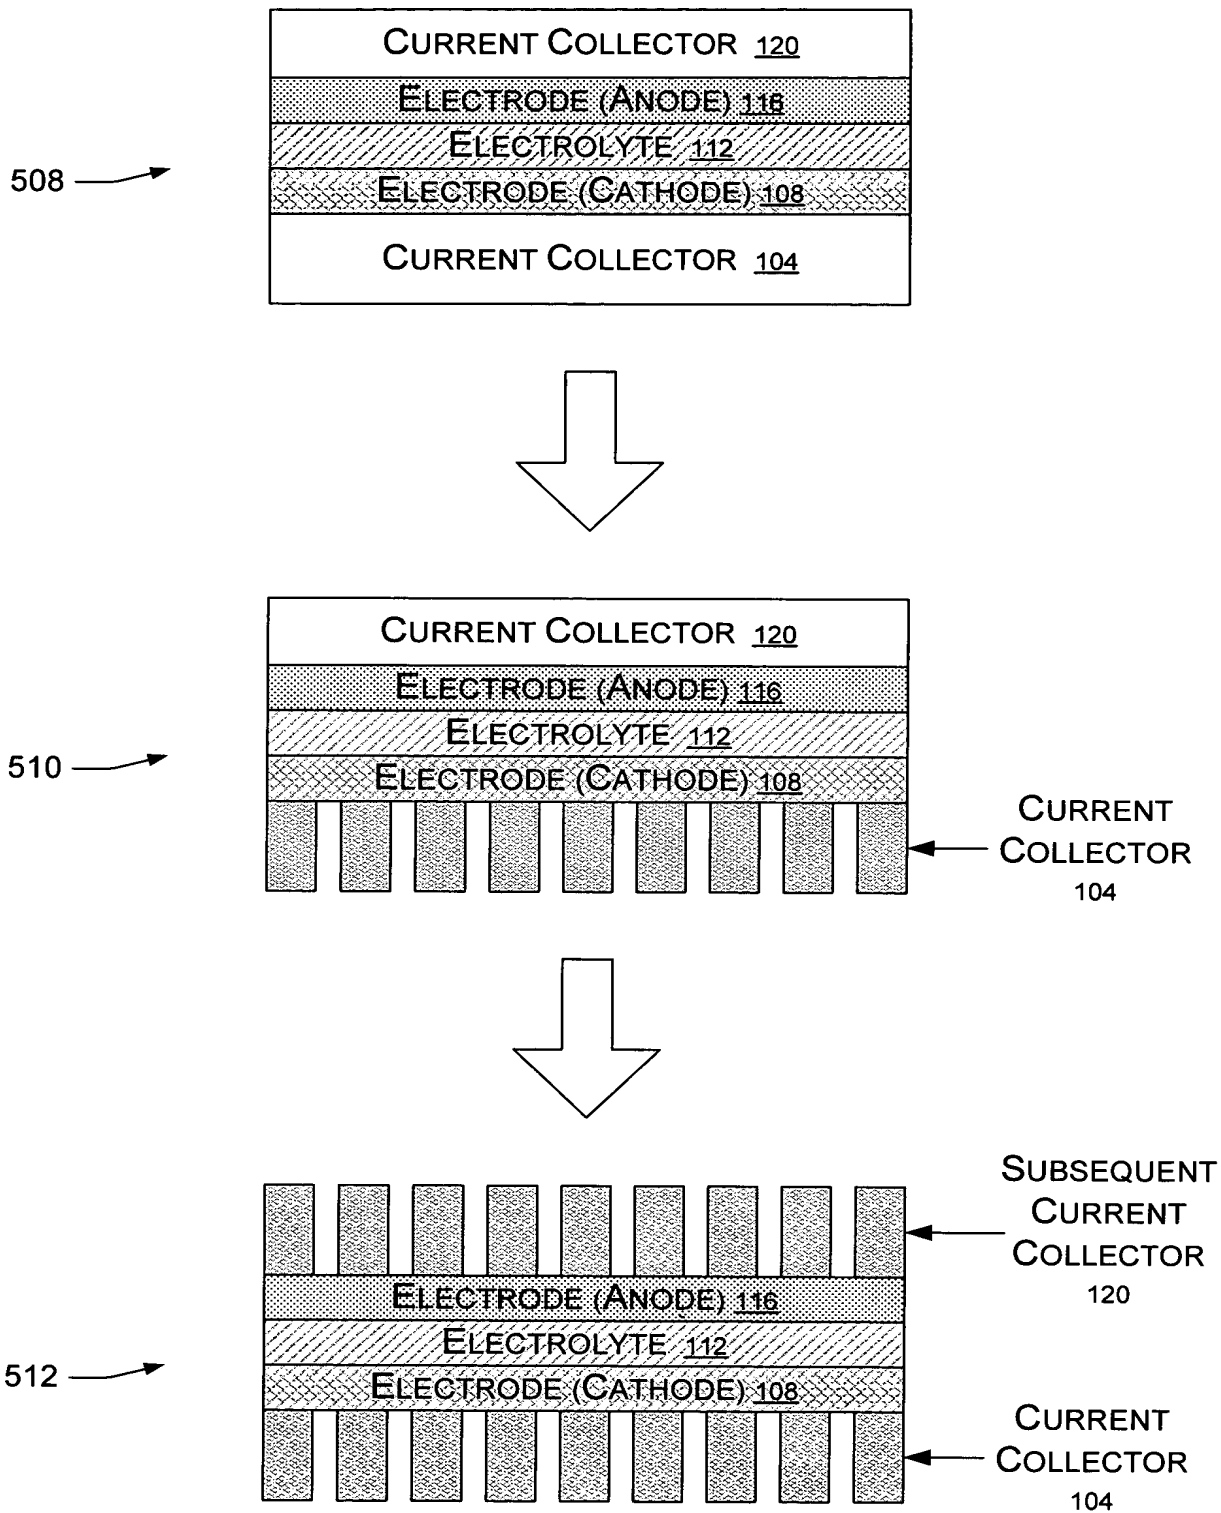 CURRENT COLLECTOR 120
ELECTRODE (ANODE) 116
ELECTROLYTE 112
508
ELECTRODE (CATHODE) 108
CURRENT COLLECTOR 104
CURRENT COLLECTOR 120
ELECTRODE (ANODE) 116
ELECTROLYTE 112
510
ELECTRODE (CATHODE) 108
CURRENT
COLLECTOR
104
SUBSEQUENT
CURRENT
COLLECTOR
120
ELECTRODE (ANODE) 116
ELECTROLYTE 112
512
ELECTRODE (CATHODE) 108
CURRENT
COLLECTOR
104